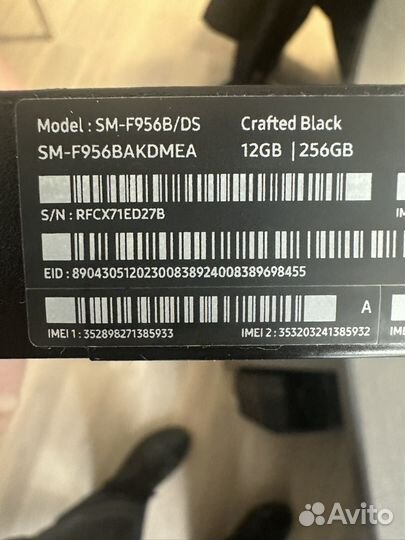 Model : SM-F956B/DS Crafted Black
SM-F956BAKDMEA 12GB | 256GB
S/N : RFCX71ED27B
EID : 89043051202300838924008389698455
A
IMEI 1 : 352898271385933 IMEI 2 : 353203241385932
Avito